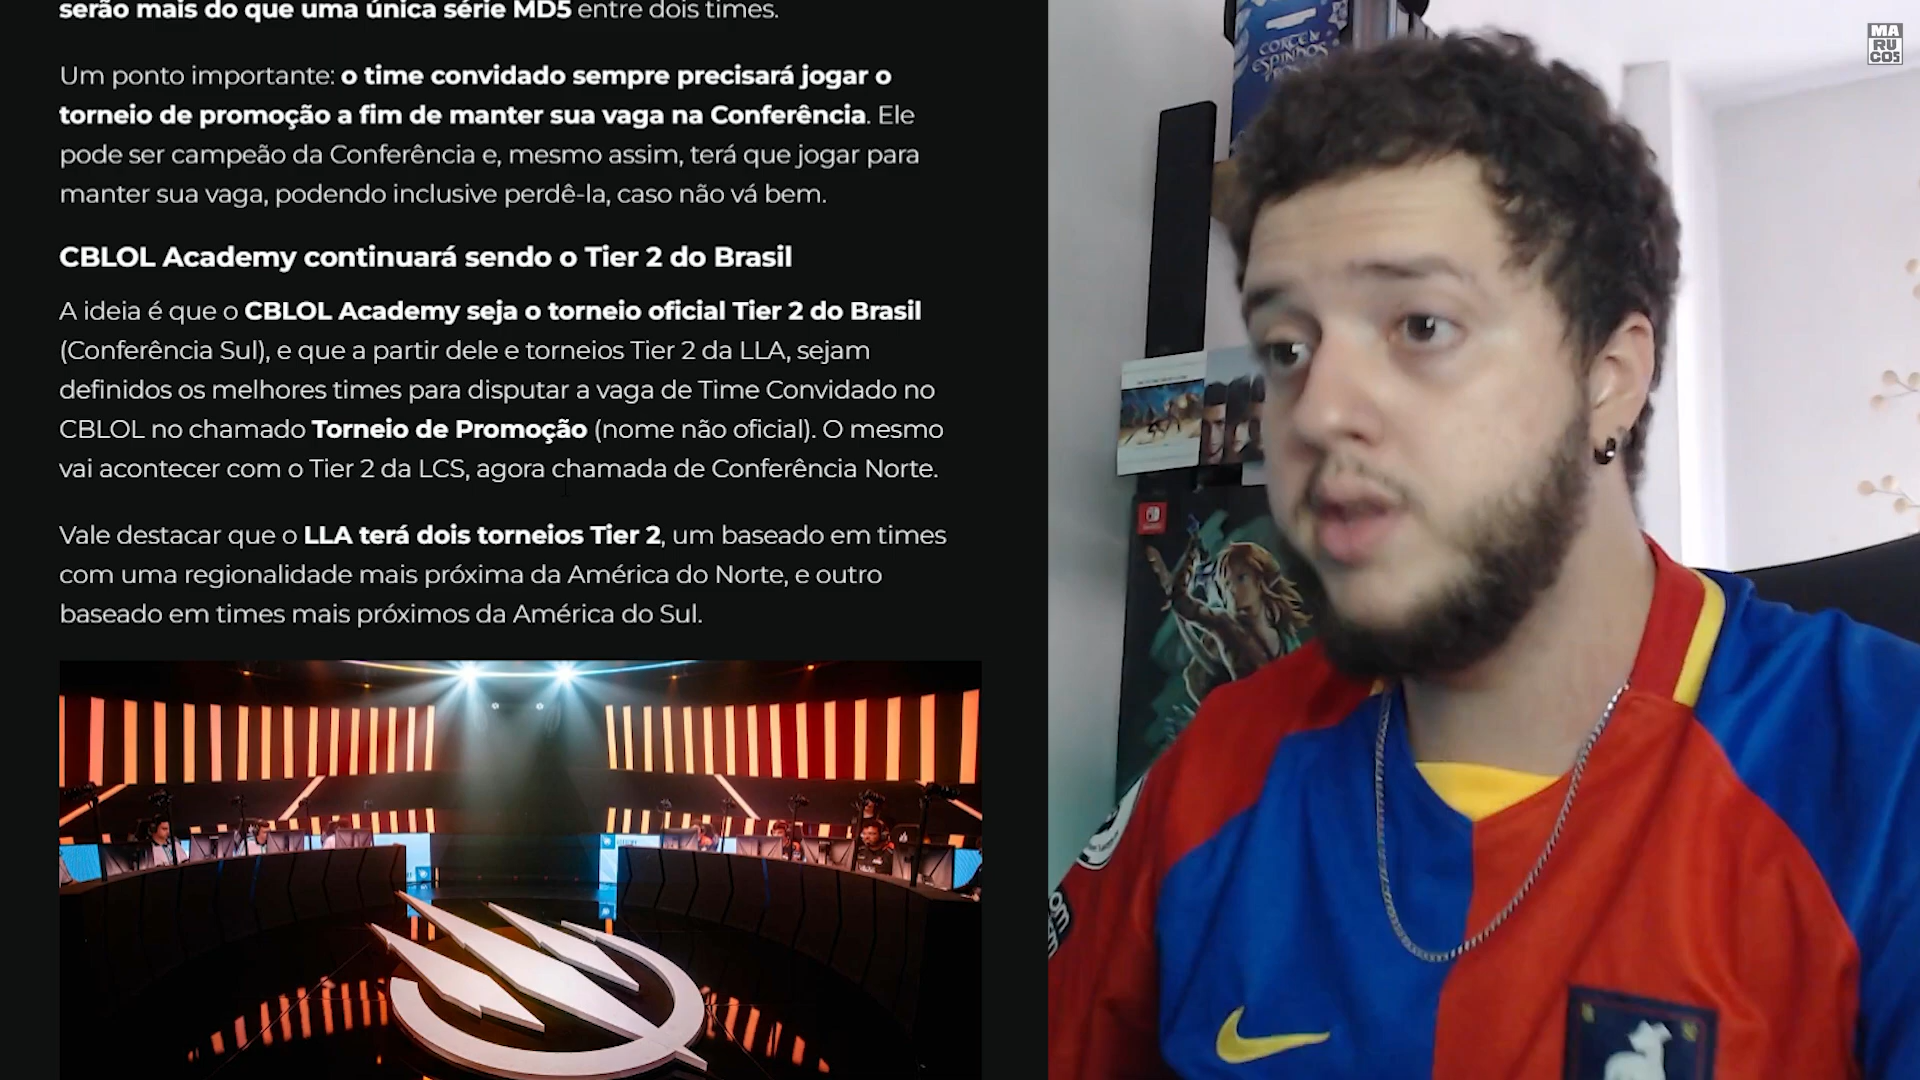 serão mais do que uma única série MD5 entre dois times.
Um ponto importante: o time convidado sempre precisará jogar o
torneio de promoção a fim de manter sua vaga na Conferência. Ele
pode ser campeão da Conferência e, mesmo assim, terá que jogar para
manter sua vaga, podendo inclusive perdê-la, caso não vá bem.
CBLOL Academy continuará sendo o Tier 2 do Brasil
A ideia é que o CBLOL Academy seja o torneio oficial Tier 2 do Brasil
(Conferência Sul), e que a partir dele e torneios Tier 2 da LLA, sejam
definidos os melhores times para disputar a vaga de Time Convidado no
CBLOL no chamado Torneio de Promoção (nome não oficial). O mesmo
vai acontecer com o Tier 2 da LCS, agora chamada de Conferência Norte.
Vale destacar que o LLA terá dois torneios Tier 2, um baseado em times
com uma regionalidade mais próxima da América do Norte, e outro
baseado em times mais próximos da América do Sul.
CORTE &
ESPINDOS
MA
RU
COS